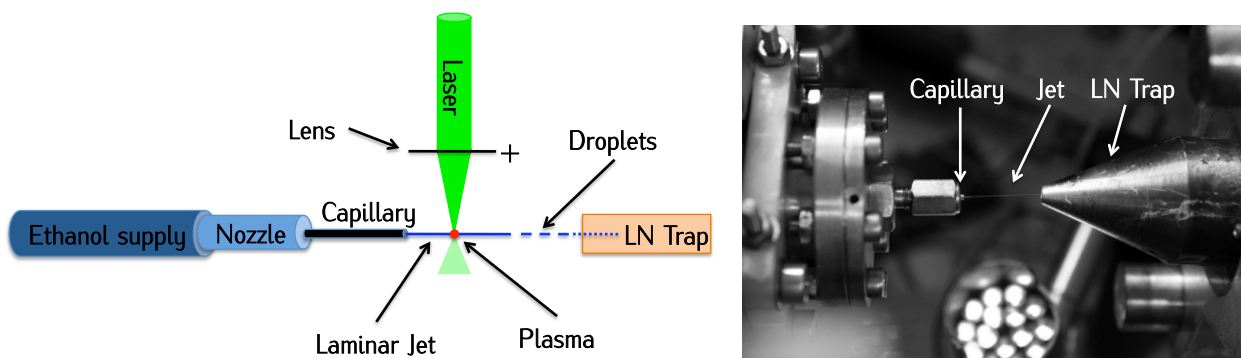 Laser
Lens
+
Droplets
Capillary
Ethanol supply
Nozzle
LN Trap
Laminar Jet
Plasma
Capillary
Jet
LN Trap